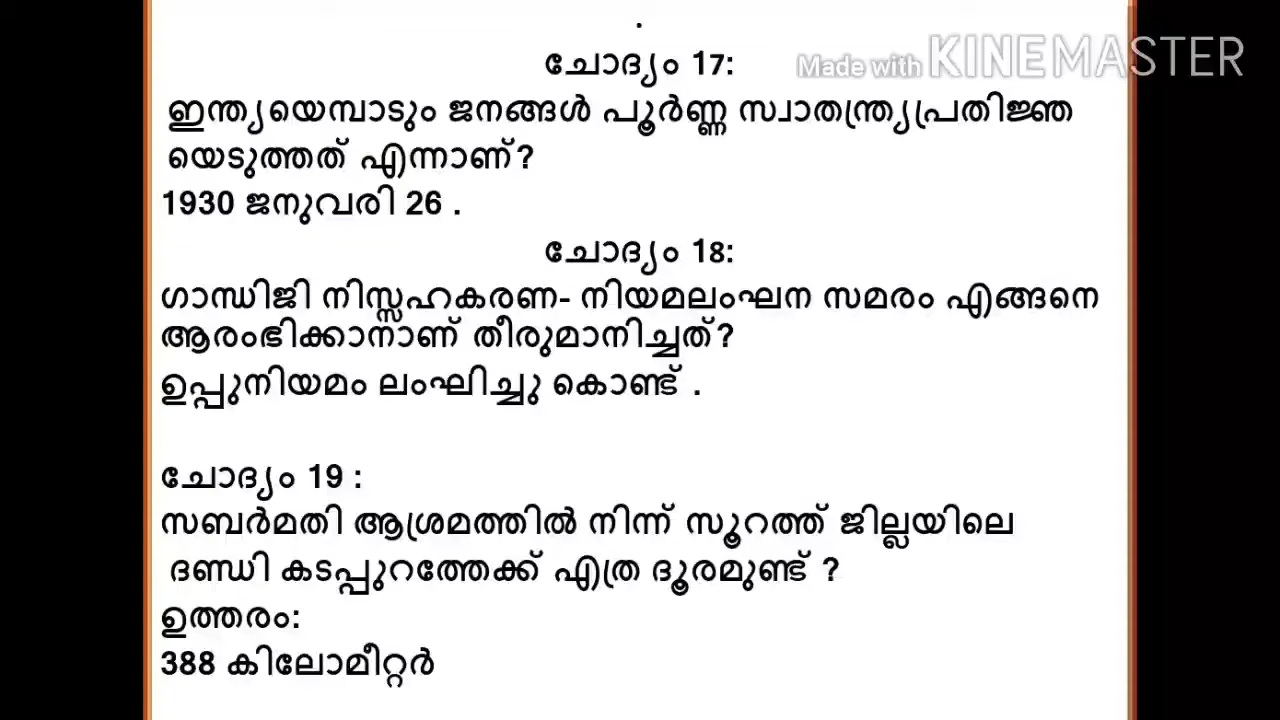 .
ചോദ്യം 17:
Made with KINEMASTER
ഇന്ത്യയെമ്പാടും ജനങ്ങൾ പൂർണ്ണ സ്വാതന്ത്ര്യപ്രതിജ്ഞ
യെടുത്തത് എന്നാണ്?
1930 ജനുവരി 26 .
ചോദ്യം 18:
ഗാന്ധിജി നിസ്സഹകരണ- നിയമലംഘന സമരം എങ്ങനെ
ആരംഭിക്കാനാണ് തീരുമാനിച്ചത്?
ഉപ്പുനിയമം ലംഘിച്ചു കൊണ്ട് .
ചോദ്യം 19 :
സബർമതി ആശ്രമത്തിൽ നിന്ന് സൂറത്ത് ജില്ലയിലെ
ദണ്ഡി കടപ്പുറത്തേക്ക് എത്ര ദൂരമുണ്ട് ?
ഉത്തരം:
388 കിലോമീറ്റർ